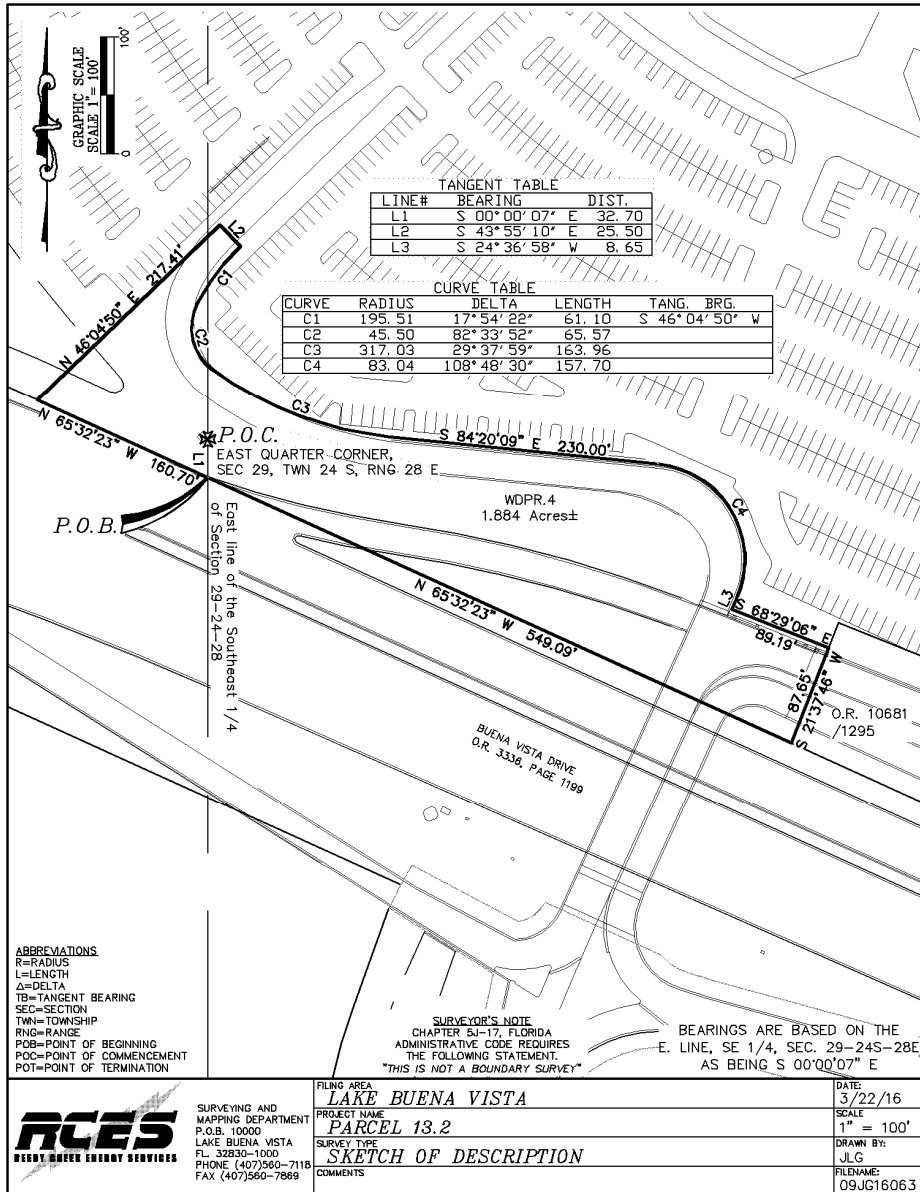 GRAPHIC SCALE
SCALE 1"= 100'
0
100'
TANGENT TABLE
LINE# BEARING DIST.
L1 S 00°00'07" E 32.70
L2 S 43°55'10" E 25.50
L3 S 24°36'58" W 8.65
CURVE TABLE
CURVE RADIUS DELTA LENGTH TANG. BRG.
C1 195.51 17°54'22" 61.10 S 46°04'50" W
C2 45.50 82°33'52" 65.57
C3 317.03 29°37'59" 163.96
C4 83.04 108°48'30" 157.70
N 46°04'50" E 217.41'
L2
C1
C2
C3
N 65°32'23" W 160.70'
P.O.C.
EAST QUARTER CORNER,
SEC 29, TWN 24 S, RNG 28 E
L1
S 84°20'09" E 230.00'
WDPR.4
1.884 Acres±
C4
P.O.B.
East line of the Southeast 1/4
of Section 29-24-28
N 65°32'23" W 549.09'
L3
S 68°29'06" E
89.19'
87.65'
S 21°37'46" W
O.R. 10681
/1295
BUENA VISTA DRIVE
O.R. 3336, PAGE 1199
ABBREVIATIONS
R=RADIUS
L=LENGTH
Δ=DELTA
TB=TANGENT BEARING
SEC=SECTION
TWN=TOWNSHIP
RNG=RANGE
POB=POINT OF BEGINNING
POC=POINT OF COMMENCEMENT
POT=POINT OF TERMINATION
SURVEYOR'S NOTE
CHAPTER 5J-17, FLORIDA
ADMINISTRATIVE CODE REQUIRES
THE FOLLOWING STATEMENT.
"THIS IS NOT A BOUNDARY SURVEY"
BEARINGS ARE BASED ON THE
E. LINE, SE 1/4, SEC. 29-24S-28E
AS BEING S 00°00'07" E
RCES
REEDY CREEK ENERGY SERVICES
SURVEYING AND
MAPPING DEPARTMENT
P.O.B. 10000
LAKE BUENA VISTA
FL. 32830-1000
PHONE (407)560-7118
FAX (407)560-7869
FILING AREA
LAKE BUENA VISTA
PROJECT NAME
PARCEL 13.2
SURVEY TYPE
SKETCH OF DESCRIPTION
COMMENTS
DATE:
3/22/16
SCALE
1" = 100'
DRAWN BY:
JLG
FILENAME:
09JG16063